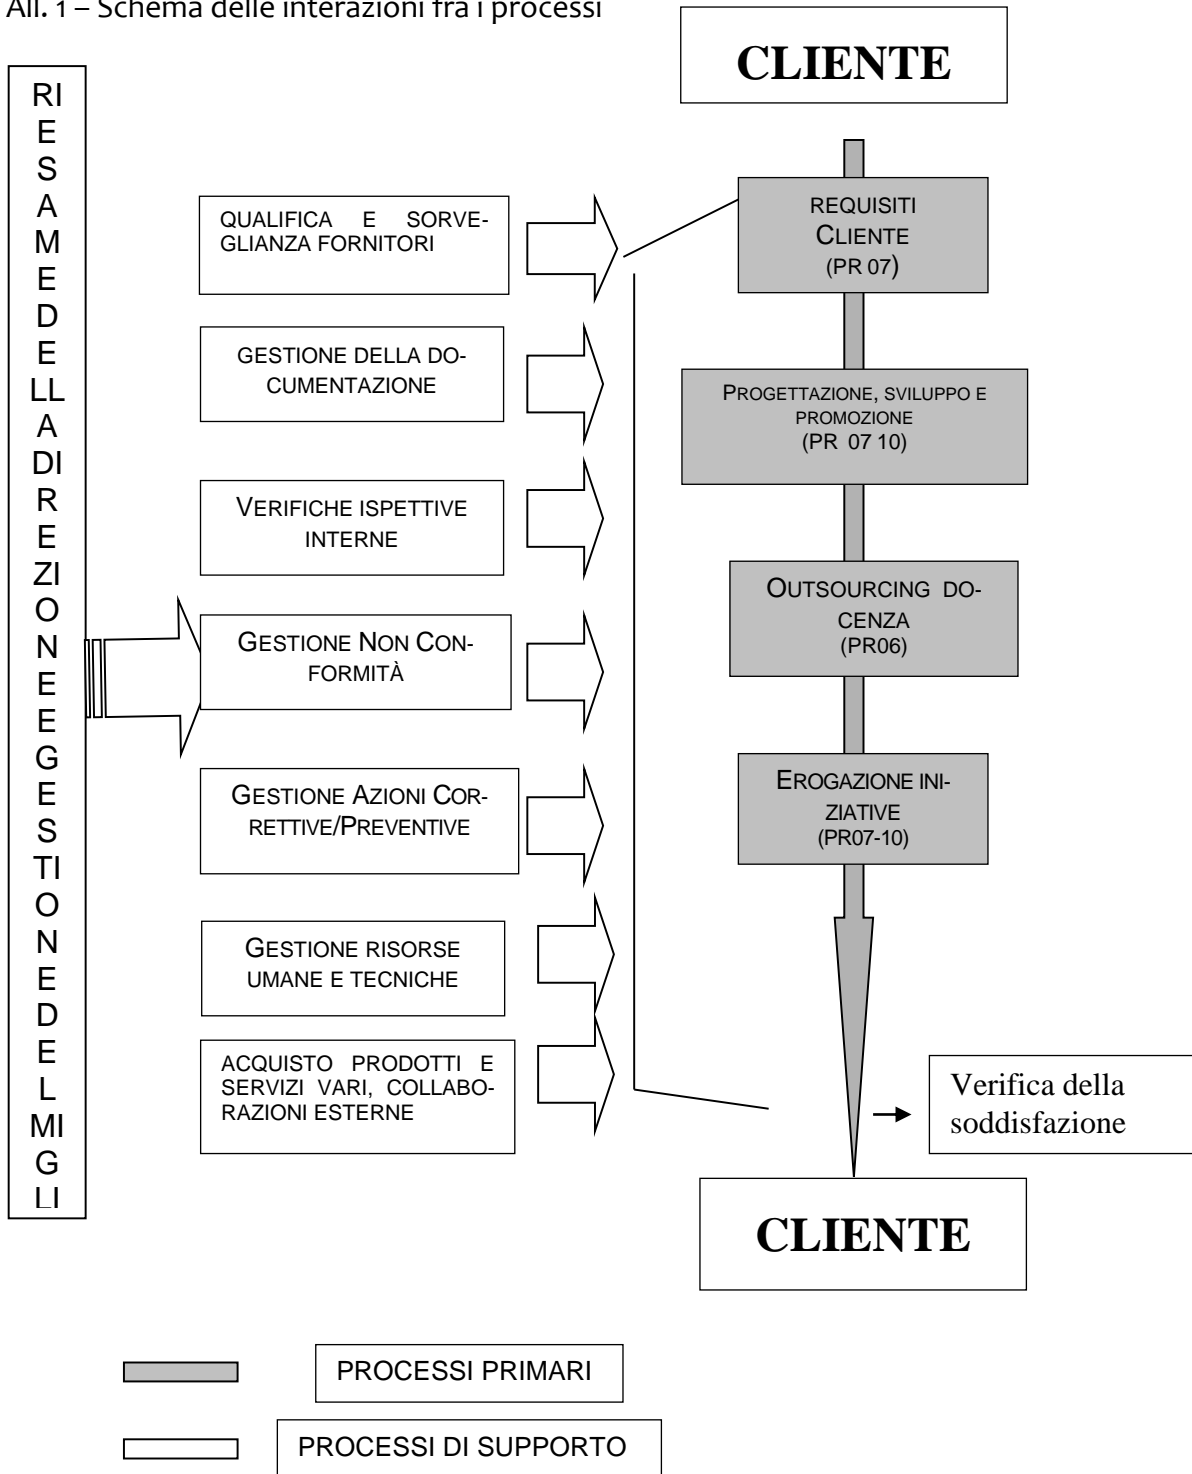 All. 1 – Schema delle interazioni fra i processi
CLIENTE
RI
E
S
A
M
E
D
E
LL
A
DI
R
E
ZI
O
N
E
E
G
E
S
TI
O
N
E
D
E
L
MI
G
LI
QUALIFICA E SORVE-
GLIANZA FORNITORI
GESTIONE DELLA DO-
CUMENTAZIONE
VERIFICHE ISPETTIVE
INTERNE
GESTIONE NON CON-
FORMITÀ
GESTIONE AZIONI COR-
RETTIVE/PREVENTIVE
GESTIONE RISORSE
UMANE E TECNICHE
ACQUISTO PRODOTTI E
SERVIZI VARI, COLLABO-
RAZIONI ESTERNE
REQUISITI
CLIENTE
(PR 07)
PROGETTAZIONE, SVILUPPO E
PROMOZIONE
(PR 07 10)
OUTSOURCING DO-
CENZA
(PR06)
EROGAZIONE INI-
ZIATIVE
(PR07-10)
Verifica della
soddisfazione
CLIENTE
PROCESSI PRIMARI
PROCESSI DI SUPPORTO